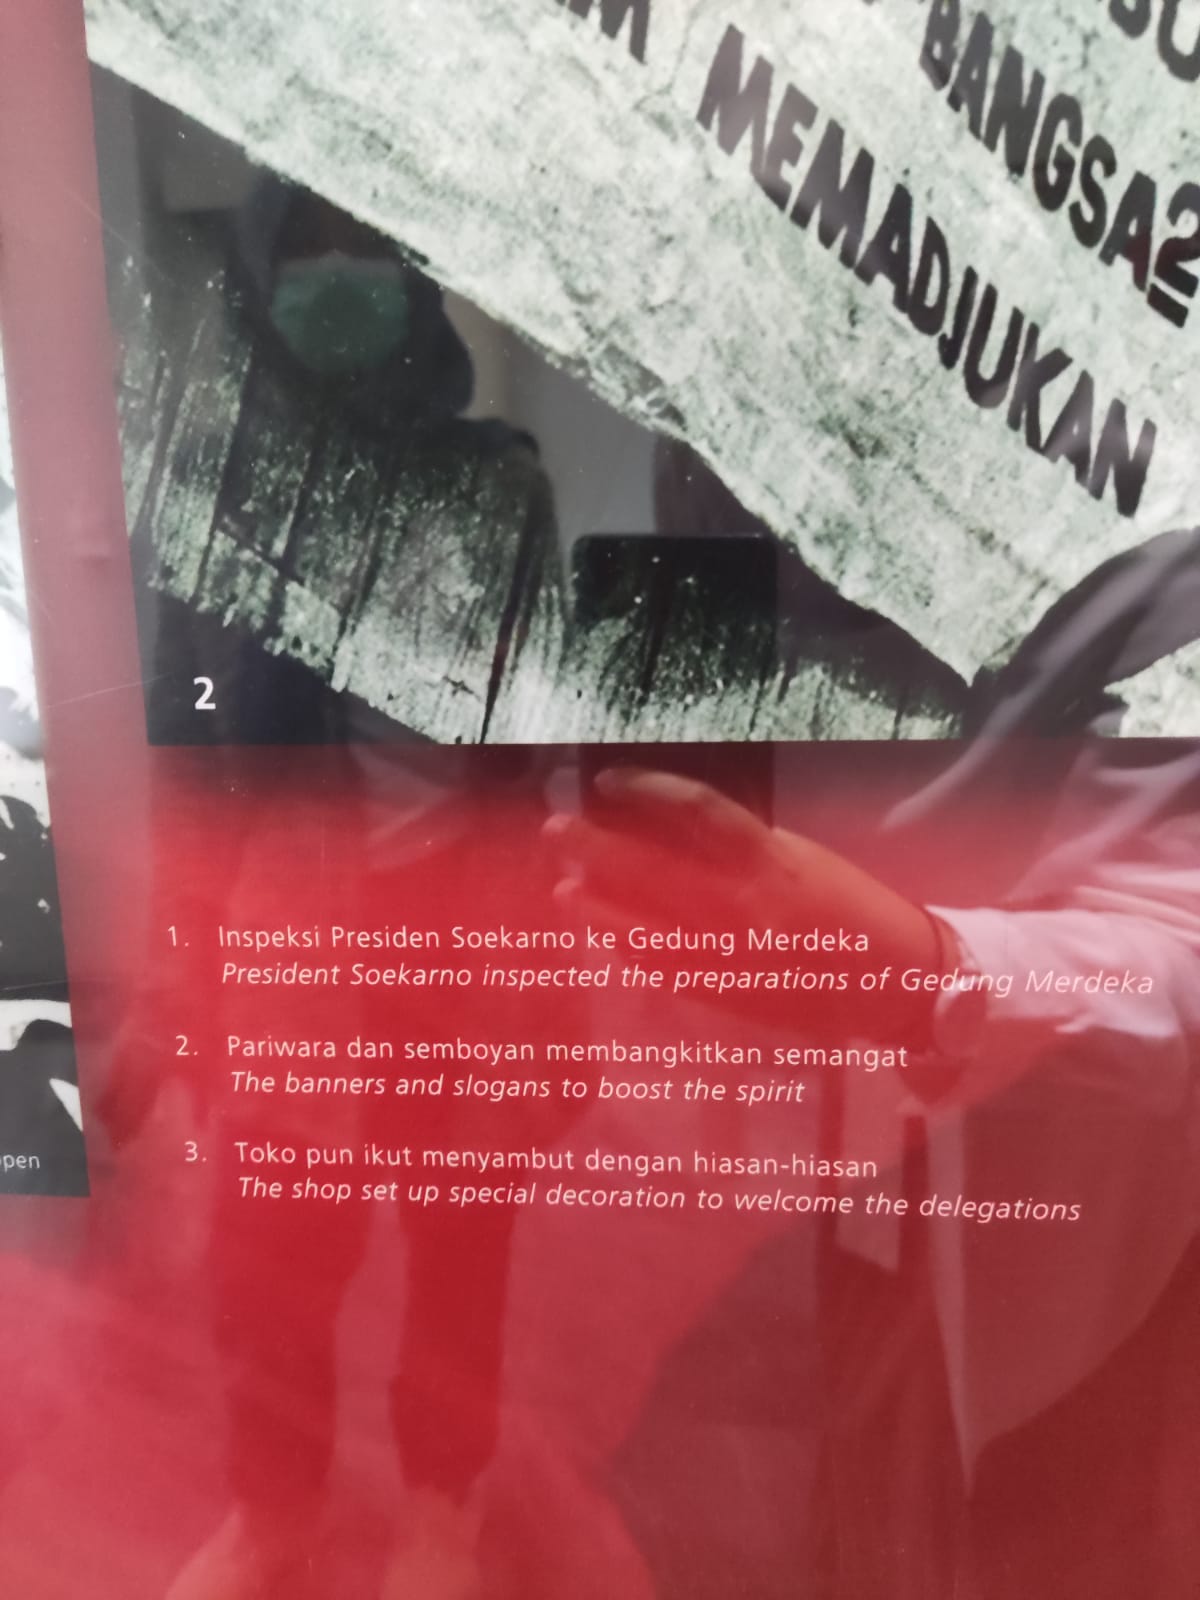 BANGSA2
MEMADJUKAN
2
1. Inspeksi Presiden Soekarno ke Gedung Merdeka
President Soekarno inspected the preparations of Gedung Merdeka
2. Pariwara dan semboyan membangkitkan semangat
The banners and slogans to boost the spirit
3. Toko pun ikut menyambut dengan hiasan-hiasan
The shop set up special decoration to welcome the delegations